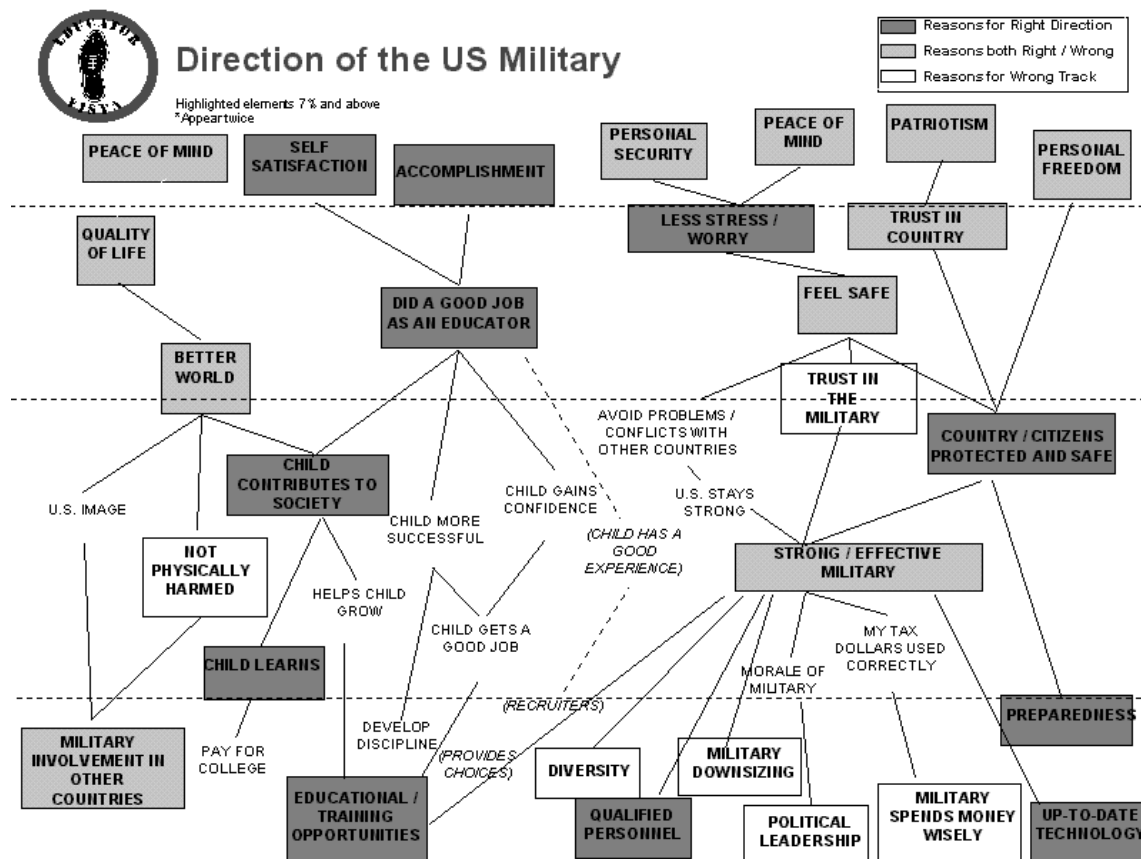 EDUCATOR
VISTA
Direction of the US Military
Reasons for Right Direction
Reasons both Right / Wrong
Reasons for Wrong Track
Highlighted elements 7% and above
*Appear twice
PEACE OF MIND
SELF
SATISFACTION
ACCOMPLISHMENT
PERSONAL
SECURITY
PEACE OF
MIND
PATRIOTISM
PERSONAL
FREEDOM
QUALITY
OF LIFE
LESS STRESS /
WORRY
TRUST IN
COUNTRY
DID A GOOD JOB
AS AN EDUCATOR
FEEL SAFE
BETTER
WORLD
TRUST IN
THE
MILITARY
AVOID PROBLEMS /
CONFLICTS WITH
OTHER COUNTRIES
COUNTRY / CITIZENS
PROTECTED AND SAFE
CHILD
CONTRIBUTES TO
SOCIETY
U.S. IMAGE
CHILD MORE
SUCCESSFUL
CHILD GAINS
CONFIDENCE
U.S. STAYS
STRONG
(CHILD HAS A
GOOD
EXPERIENCE)
STRONG / EFFECTIVE
MILITARY
NOT
PHYSICALLY
HARMED
HELPS CHILD
GROW
CHILD GETS A
GOOD JOB
MY TAX
DOLLARS USED
CORRECTLY
CHILD LEARNS
MORALE OF
MILITARY
(RECRUITERS)
PREPAREDNESS
MILITARY
INVOLVEMENT IN
OTHER
COUNTRIES
PAY FOR
COLLEGE
DEVELOP
DISCIPLINE
(PROVIDES
CHOICES)
DIVERSITY
MILITARY
DOWNSIZING
EDUCATIONAL /
TRAINING
OPPORTUNITIES
QUALIFIED
PERSONNEL
POLITICAL
LEADERSHIP
MILITARY
SPENDS MONEY
WISELY
UP-TO-DATE
TECHNOLOGY